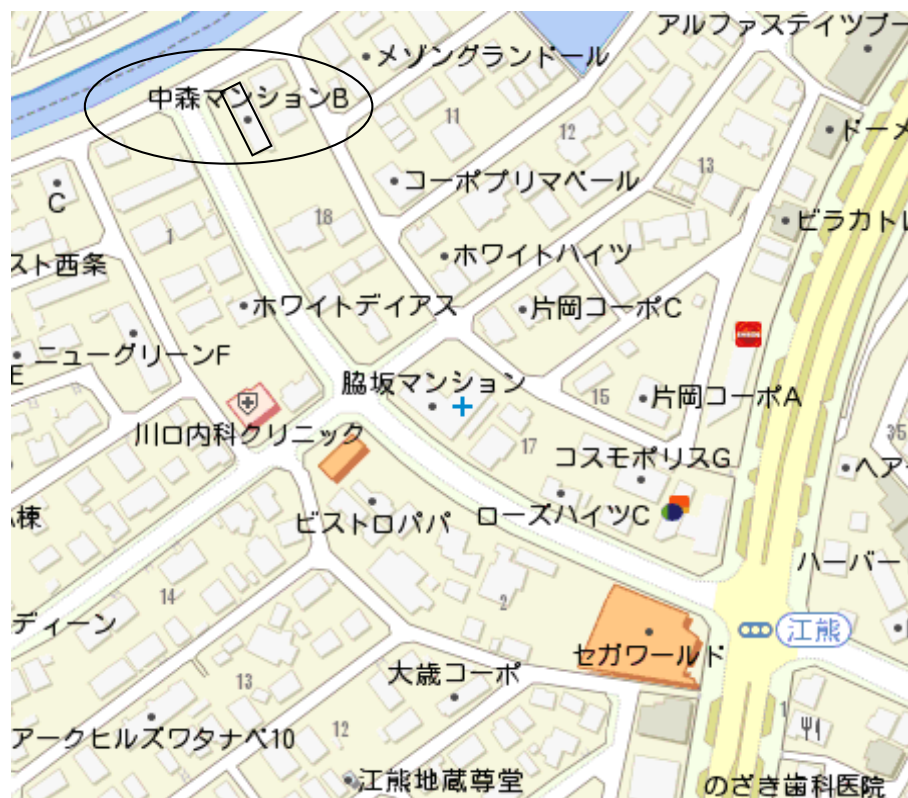 アルファステイツプー
メゾングランドール
中森マンションB
11
12
ドーメ
13
コーポプリマベール
C
ビラカトレ
18
1
ホワイトハイツ
スト西条
ホワイトデイアス
片岡コーポC
ニューグリーンF
E
脇坂マンション
15
片岡コーポA
川口内科クリニック
35
17
コスモポリスG
ヘアー
棟
ビストロパパ
ローズハイツC
ハーバー
14
2
ディーン
江熊
セガワールド
13
大歳コーポ
1
12
アークヒルズワタナベ10
江熊地蔵尊堂
のざき歯科医院